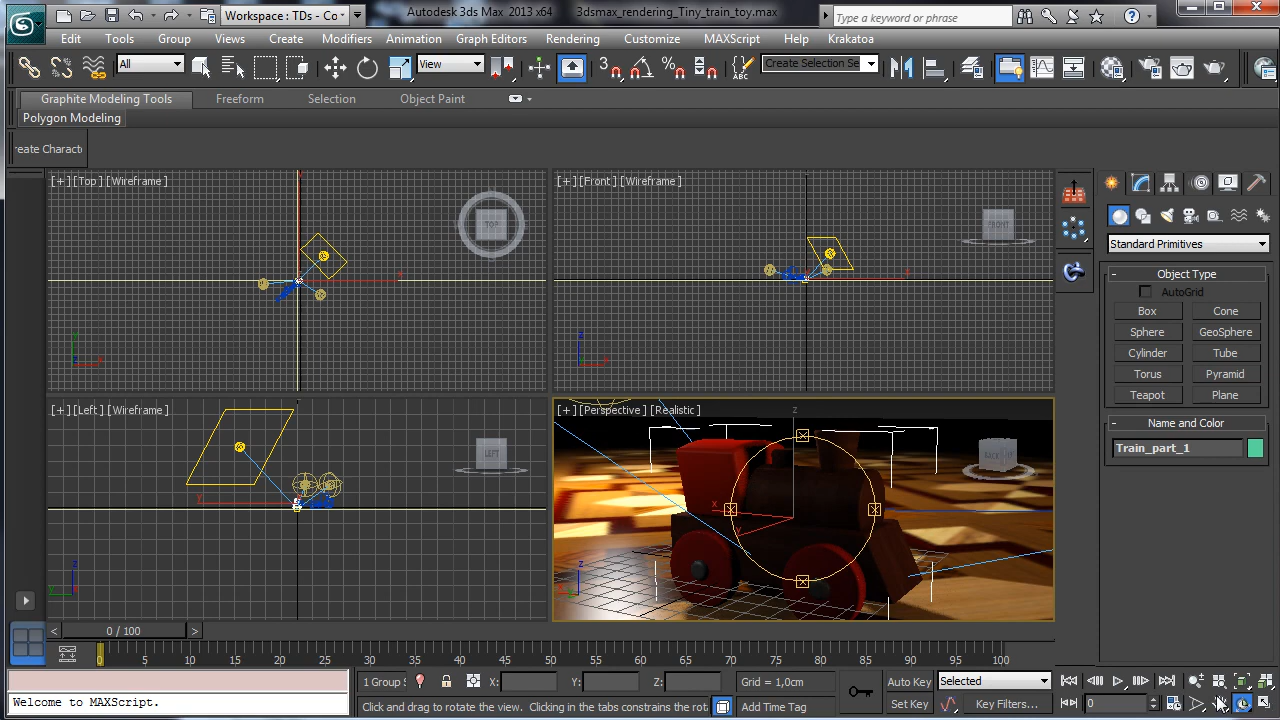 Workspace: TDs - Co
Autodesk 3ds Max 2013 x64 3dsmax_rendering_Tiny_train_toy.max
Type a keyword or phrase
Edit Tools Group Views Create Modifiers Animation Graph Editors Rendering Customize MAXScript Help Krakatoa
All
View
3
ABC
Create Selection Se
Graphite Modeling Tools Freeform Selection Object Paint
Polygon Modeling
eate Charact
[+][Top][Wireframe]
TOP
[+][Front][Wireframe]
FRONT
[+][Left][Wireframe]
LEFT
[+][Perspective][Realistic]
Standard Primitives
- Object Type
AutoGrid
Box Cone
Sphere GeoSphere
Cylinder Tube
Torus Pyramid
Teapot Plane
- Name and Color
Train_part_1
< 0 / 100 >
0 5 10 15 20 25 30 35 40 45 50 55 60 65 70 75 80 85 90 95 100
Welcome to MAXScript.
1 Group S
X: Y: Z:
Grid = 1,0cm
Auto Key
Selected
Click and drag to rotate the view. Clicking in the tabs constrains the rot
Add Time Tag
Set Key
Key Filters...
0